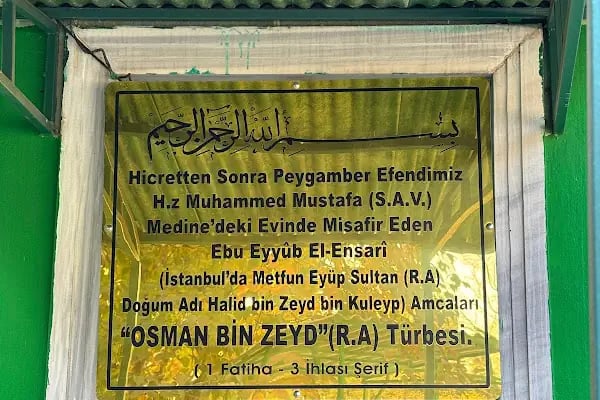 بسم الله الرحمن الرحيم
Hicretten Sonra Peygamber Efendimiz
H.z Muhammed Mustafa (S.A.V.)
Medine'deki Evinde Misafir Eden
Ebu Eyyûb El-Ensarî
(İstanbul'da Metfun Eyüp Sultan (R.A)
Doğum Adı Halid bin Zeyd bin Kuleyp) Amcaları
“OSMAN BİN ZEYD”(R.A) Türbesi.
( 1 Fatiha - 3 İhlası Şerif )